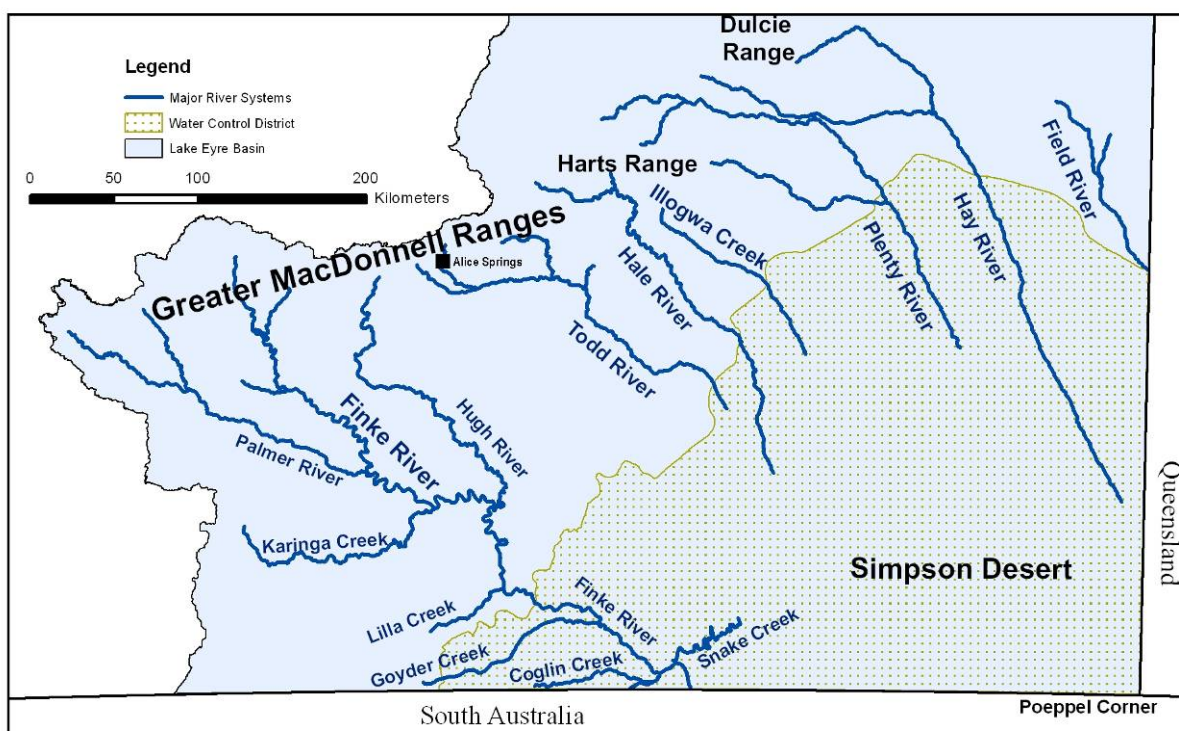 Dulcie
Range
Legend
Major River Systems
Water Control District
Lake Eyre Basin
0 50 100 200
Kilometers
Harts Range
Field River
Illogwa Creek
Hay River
Greater MacDonnell Ranges
Alice Springs
Hale River
Plenty River
Todd River
Finke River
Hugh River
Palmer River
Queensland
Karinga Creek
Simpson Desert
Lilla Creek
Finke River
Snake Creek
Goyder Creek
Coglin Creek
South Australia
Poeppel Corner